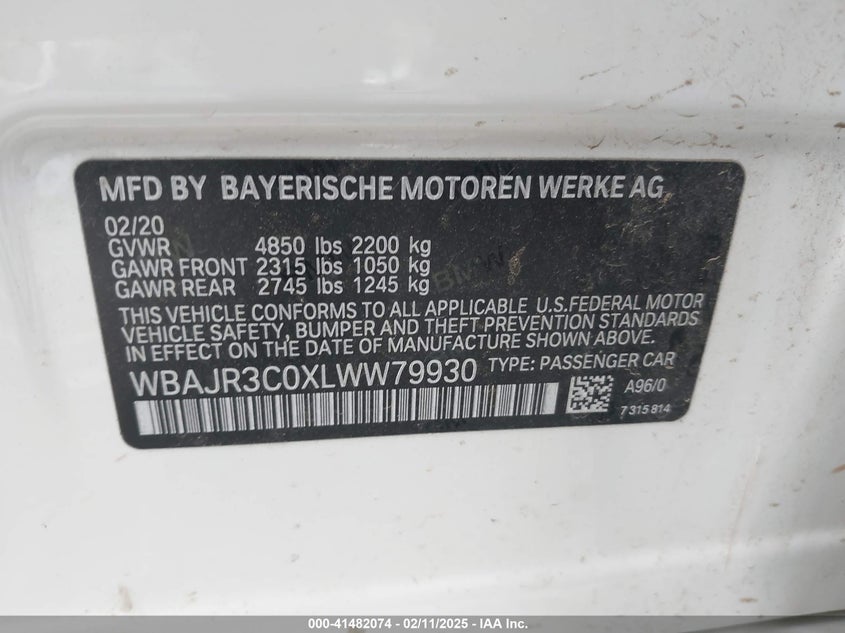 MFD BY BAYERISCHE MOTOREN WERKE AG
02/20
GVWR 4850 lbs 2200 kg
GAWR FRONT 2315 lbs 1050 kg
GAWR REAR 2745 lbs 1245 kg
THIS VEHICLE CONFORMS TO ALL APPLICABLE U.S.FEDERAL MOTOR
VEHICLE SAFETY, BUMPER AND THEFT PREVENTION STANDARDS
IN EFFECT ON THE DATE OF MANUFACTURE SHOWN ABOVE.
WBAJR3C0XLWW79930 TYPE: PASSENGER CAR
A96/0
7315814
000-41482074 - 02/11/2025 - IAA Inc.